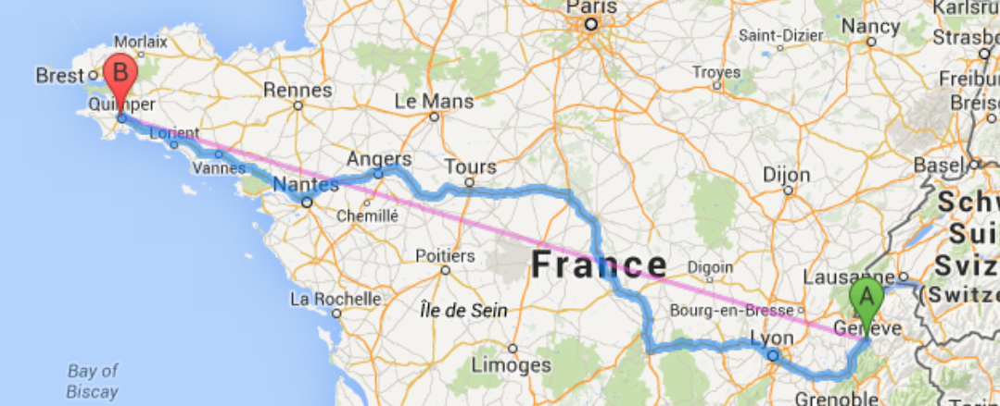 Paris
Karlsru
Morlaix
Saint-Dizier
Nancy
Strasbo
Brest
B
Troyes
Freibur
Rennes
Le Mans
Breis
Quimper
Lorient
Angers
Tours
Basel
Vannes
Dijon
Nantes
Schw
Chemillé
Suis
Poitiers
France
Digoin
Lausanne
Sviz
(Switze
La Rochelle
Île de Sein
Bourg-en-Bresse
A
Genève
Lyon
Limoges
Bay of
Biscay
Grenoble
Torin